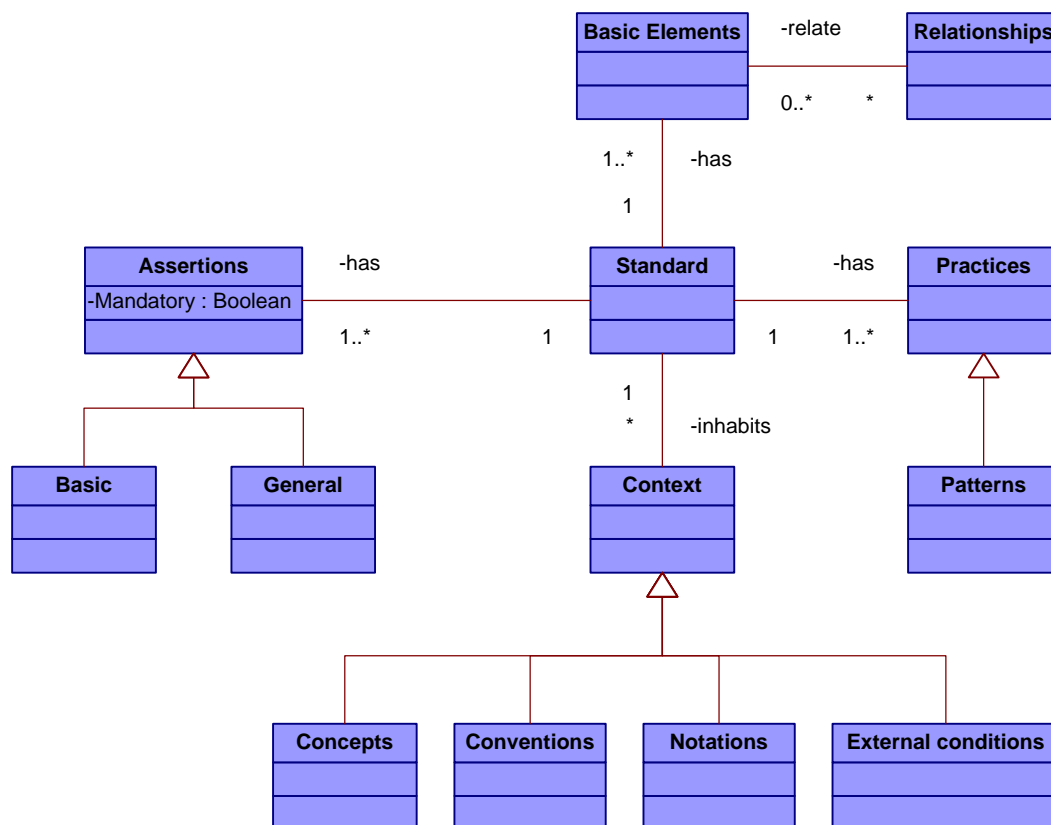 Basic Elements
-relate
Relationships
0..*
*
1..*
-has
1
Assertions
-Mandatory : Boolean
-has
Standard
-has
Practices
1..*
1
1
1..*
1
*
-inhabits
Basic
General
Context
Patterns
Concepts
Conventions
Notations
External conditions